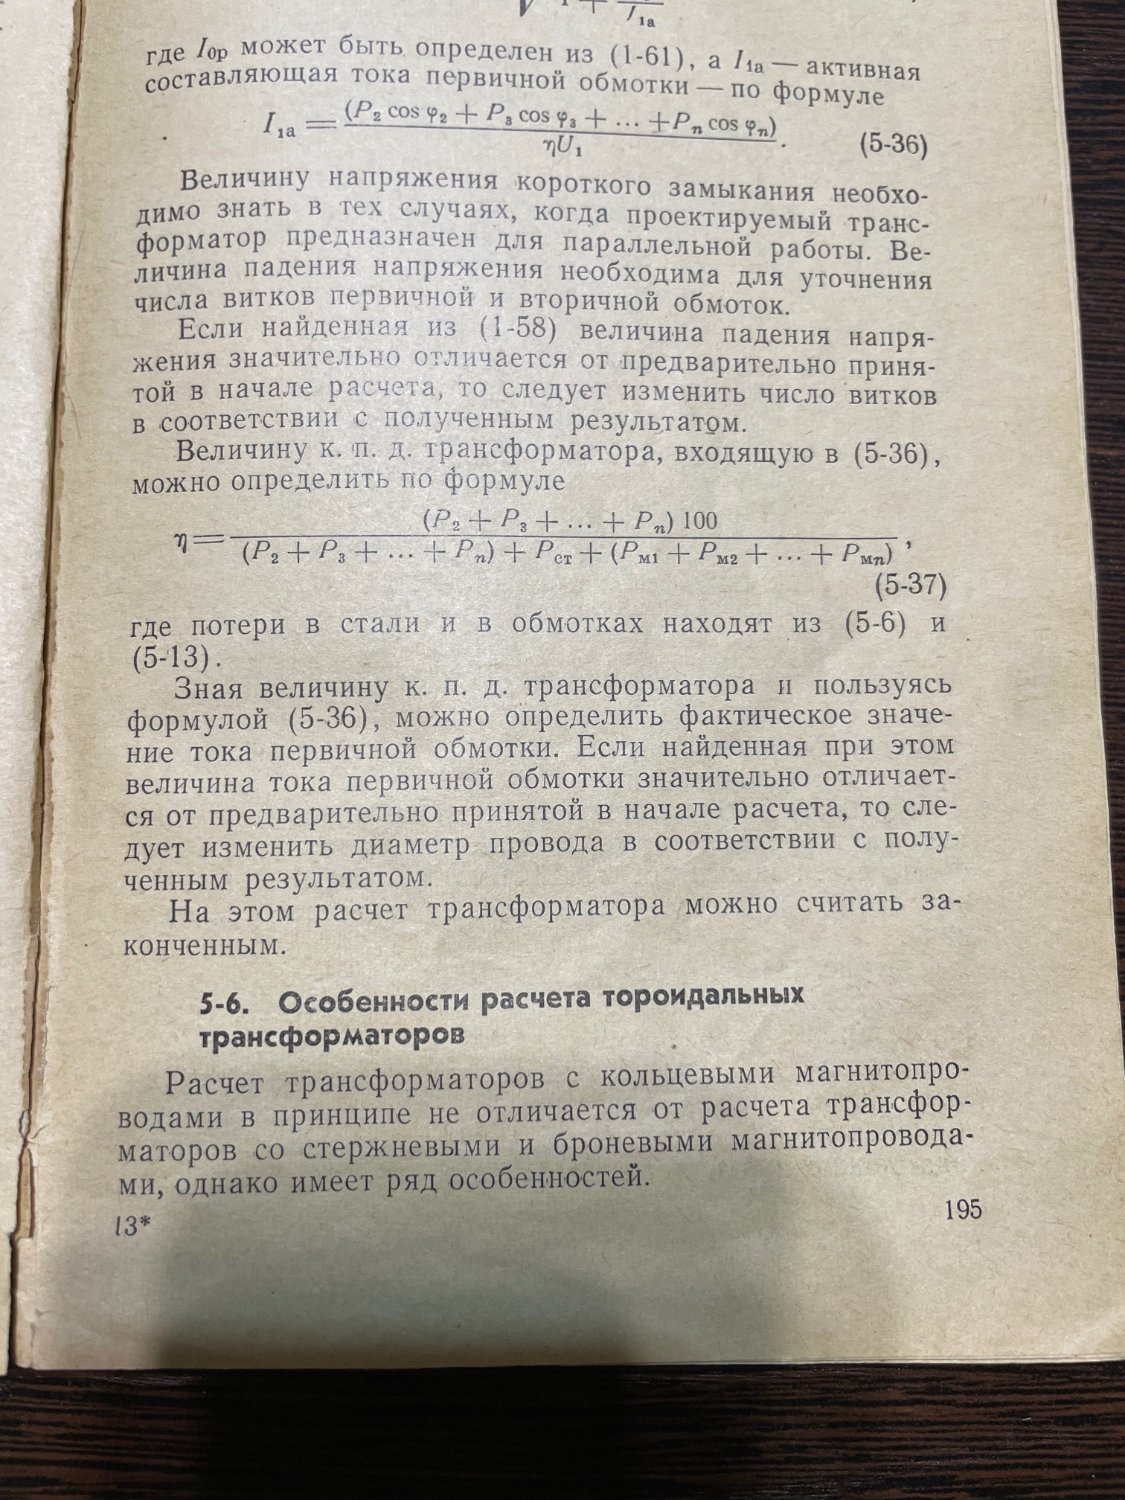 √ 1 + I₁ₐ
где I₀ₚ может быть определен из (1-61), а I₁ₐ — активная
составляющая тока первичной обмотки — по формуле
I₁ₐ = (P₂ cos φ₂ + P₃ cos φ₃ + ... + Pₙ cos φₙ) / ηU₁ . (5-36)
Величину напряжения короткого замыкания необхо-
димо знать в тех случаях, когда проектируемый транс-
форматор предназначен для параллельной работы. Ве-
личина падения напряжения необходима для уточнения
числа витков первичной и вторичной обмоток.
Если найденная из (1-58) величина падения напря-
жения значительно отличается от предварительно приня-
той в начале расчета, то следует изменить число витков
в соответствии с полученным результатом.
Величину к. п. д. трансформатора, входящую в (5-36),
можно определить по формуле
η = (P₂ + P₃ + ... + Pₙ) 100 / (P₂ + P₃ + ... + Pₙ) + Pст + (Pм1 + Pм2 + ... + Pмn) ,
(5-37)
где потери в стали и в обмотках находят из (5-6) и
(5-13).
Зная величину к. п. д. трансформатора и пользуясь
формулой (5-36), можно определить фактическое значе-
ние тока первичной обмотки. Если найденная при этом
величина тока первичной обмотки значительно отличает-
ся от предварительно принятой в начале расчета, то сле-
дует изменить диаметр провода в соответствии с полу-
ченным результатом.
На этом расчет трансформатора можно считать за-
конченным.
5-6. Особенности расчета тороидальных
трансформаторов
Расчет трансформаторов с кольцевыми магнитопро-
водами в принципе не отличается от расчета трансфор-
маторов со стержневыми и броневыми магнитопровода-
ми, однако имеет ряд особенностей.
13* 195